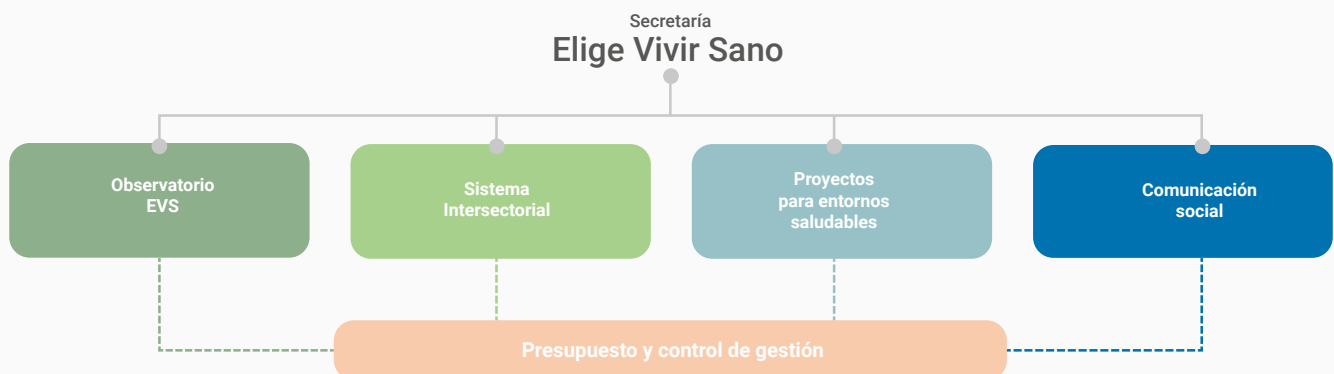 Secretaría
Elige Vivir Sano
Observatorio
EVS
Sistema
Intersectorial
Proyectos
para entornos
saludables
Comunicación
social
Presupuesto y control de gestión